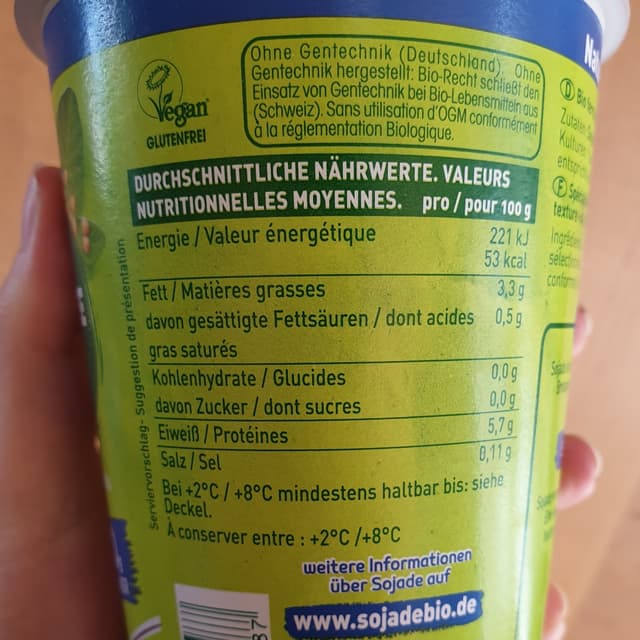 Ohne Gentechnik (Deutschland). Ohne
Gentechnik hergestellt: Bio-Recht schließt den
Einsatz von Gentechnik bei Bio-Lebensmitteln aus
(Schweiz). Sans utilisation d'OGM conformément
à la réglementation Biologique.
Vegan
GLUTENFREI
DURCHSCHNITTLICHE NÄHRWERTE. VALEURS
NUTRITIONNELLES MOYENNES. pro / pour 100 g
Energie / Valeur énergétique 221 kJ
53 kcal
Fett / Matières grasses 3,3 g
davon gesättigte Fettsäuren / dont acides 0,5 g
gras saturés
Kohlenhydrate / Glucides 0,0 g
davon Zucker / dont sucres 0,0 g
Eiweiß / Protéines 5,7 g
Salz / Sel 0,11 g
Bei +2°C / +8°C mindestens haltbar bis: siehe
Deckel.
À conserver entre : +2°C /+8°C
Serviervorschlag- Suggestion de présentation
weitere Informationen
über Sojade auf
www.sojadebio.de